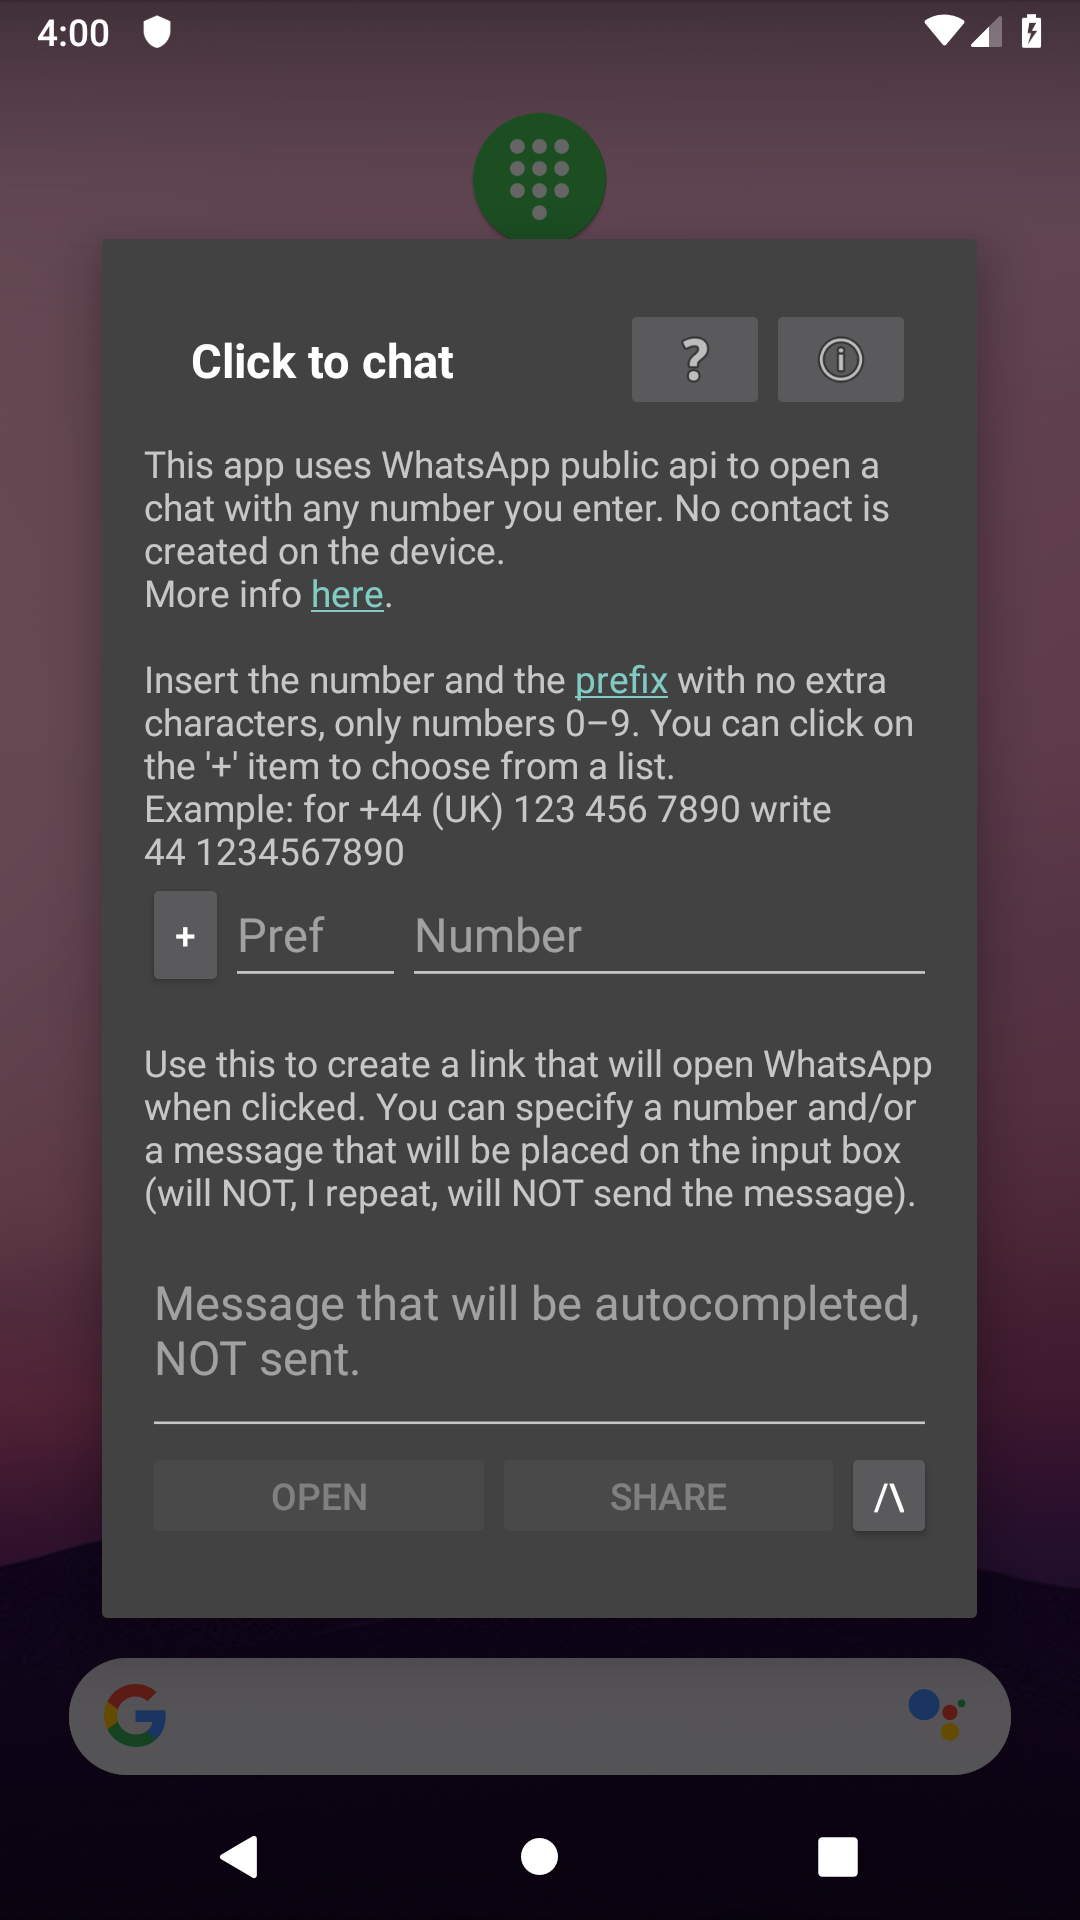 4:00
Click to chat
This app uses WhatsApp public api to open a
chat with any number you enter. No contact is
created on the device.
More info here.
Insert the number and the prefix with no extra
characters, only numbers 0–9. You can click on
the '+' item to choose from a list.
Example: for +44 (UK) 123 456 7890 write
44 1234567890
+ Pref Number
Use this to create a link that will open WhatsApp
when clicked. You can specify a number and/or
a message that will be placed on the input box
(will NOT, I repeat, will NOT send the message).
Message that will be autocompleted,
NOT sent.
OPEN SHARE /\